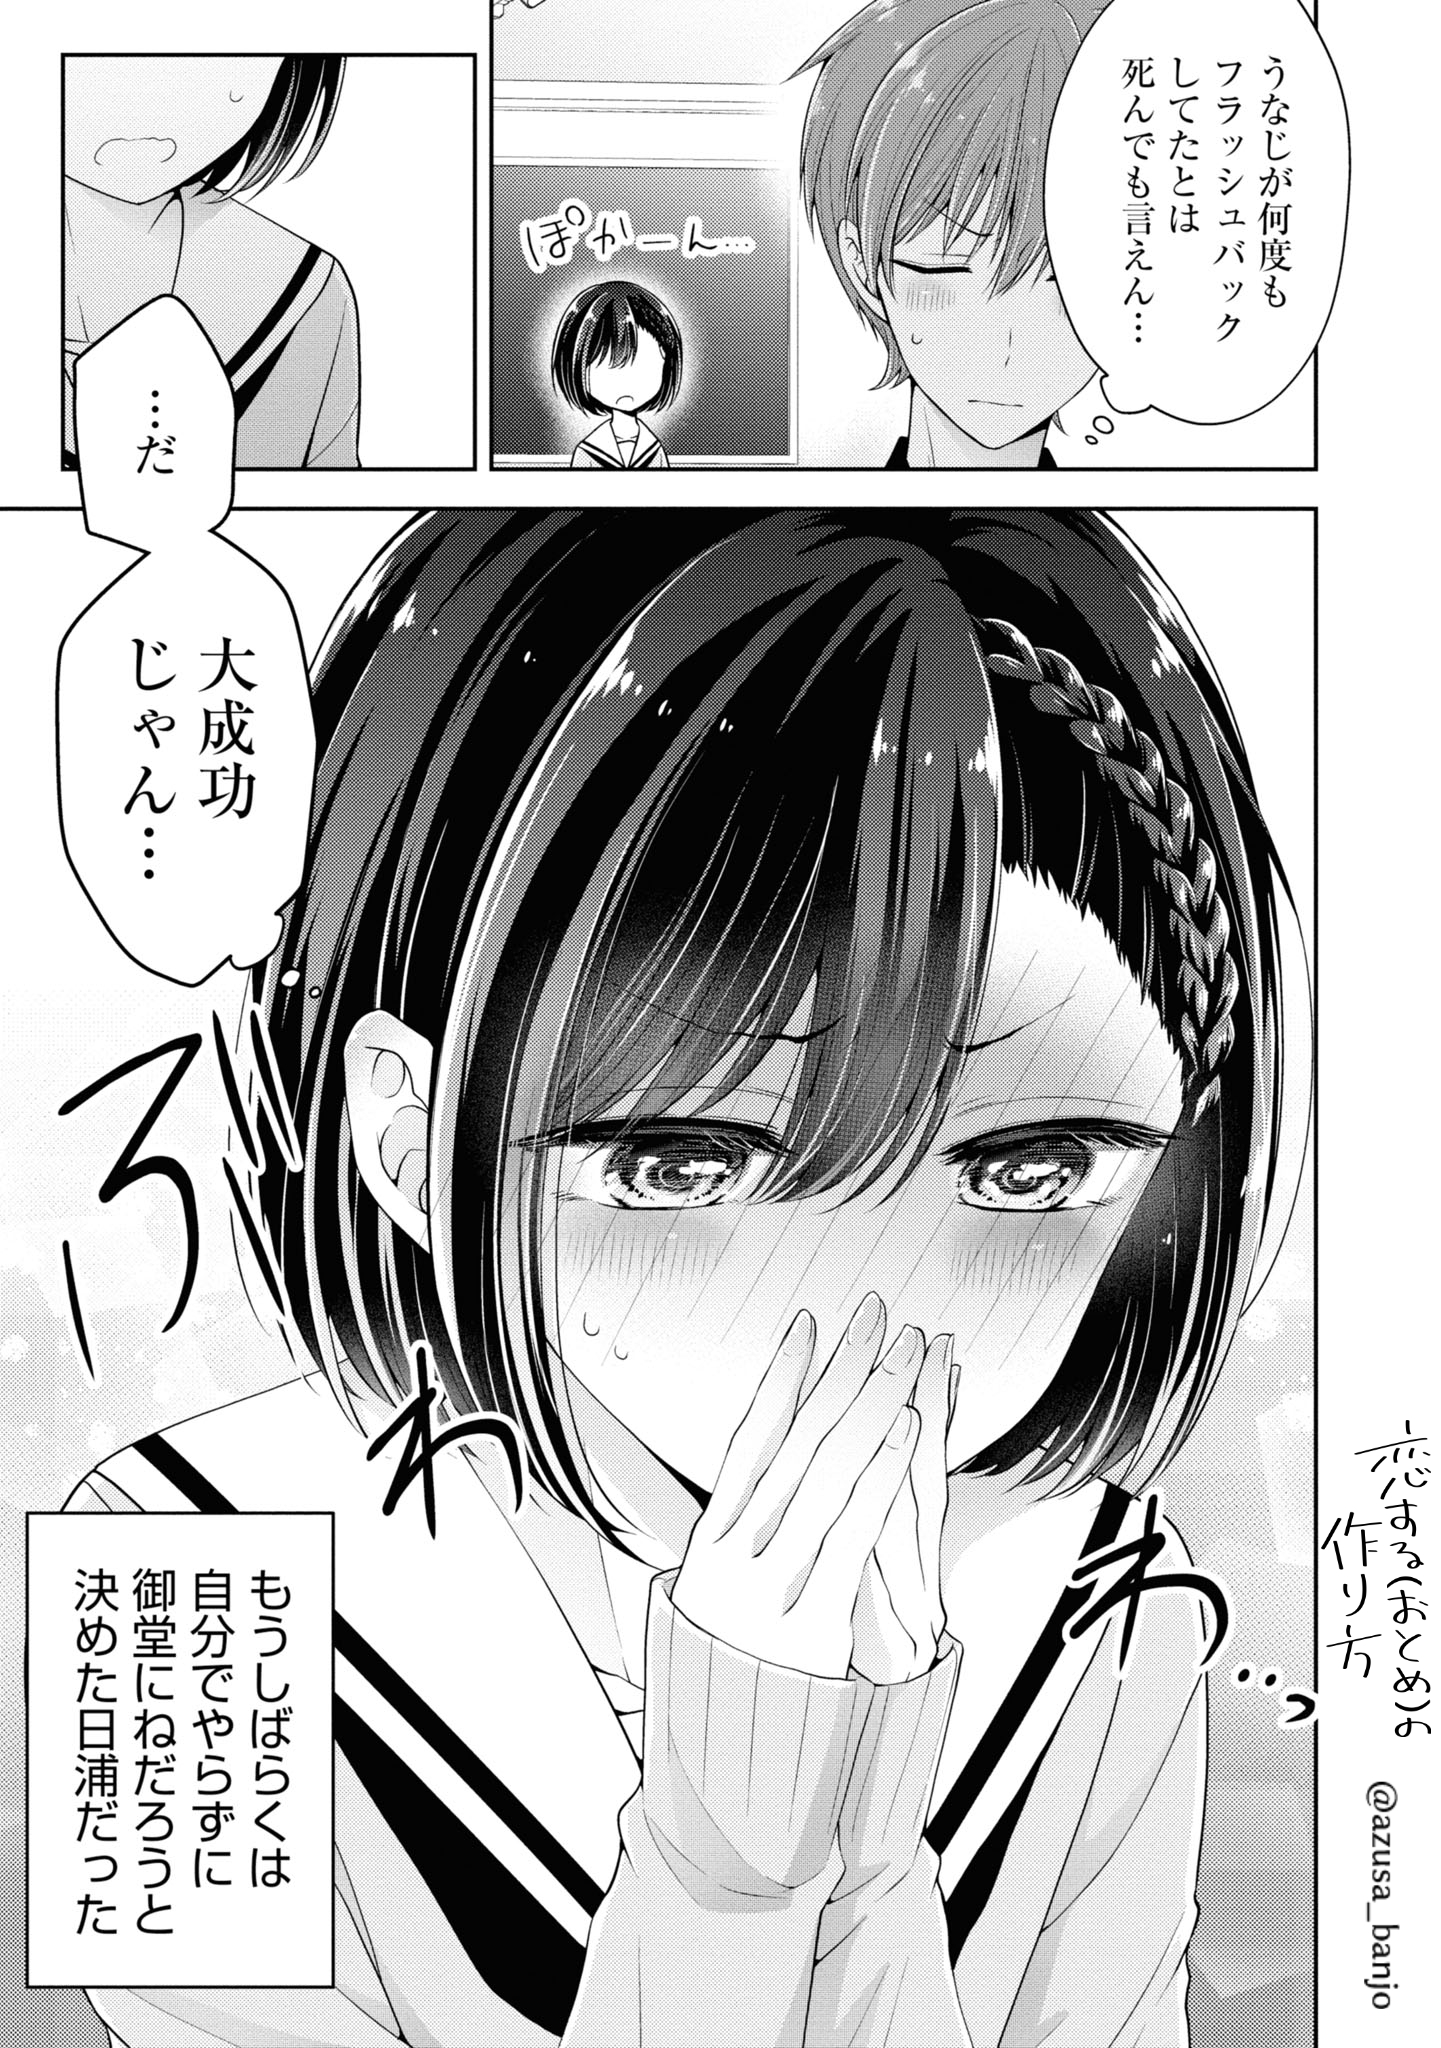 うなじが何度も
フラッシュバック
してたとは
死んでも言えん…
ぽかーん…
…だ
大成功
じゃん…
ぶわ
わ
わ
もうしばらくは
自分でやらずに
御堂にねだろうと
決めた日浦だった
恋する(おとめ)の
作り方
@azusa_banjo